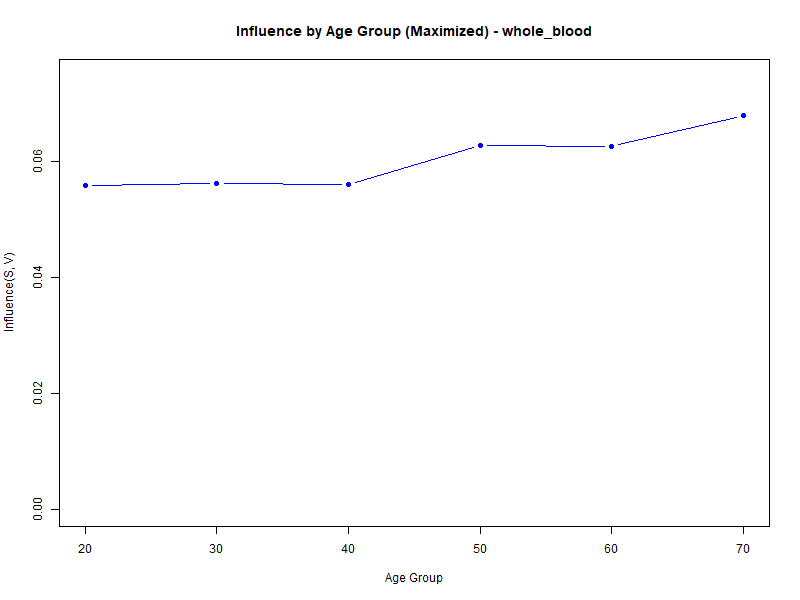 Influence by Age Group (Maximized) - whole_blood
Influence(S, V)
0.06
0.04
0.02
0.00
20 30 40 50 60 70
Age Group